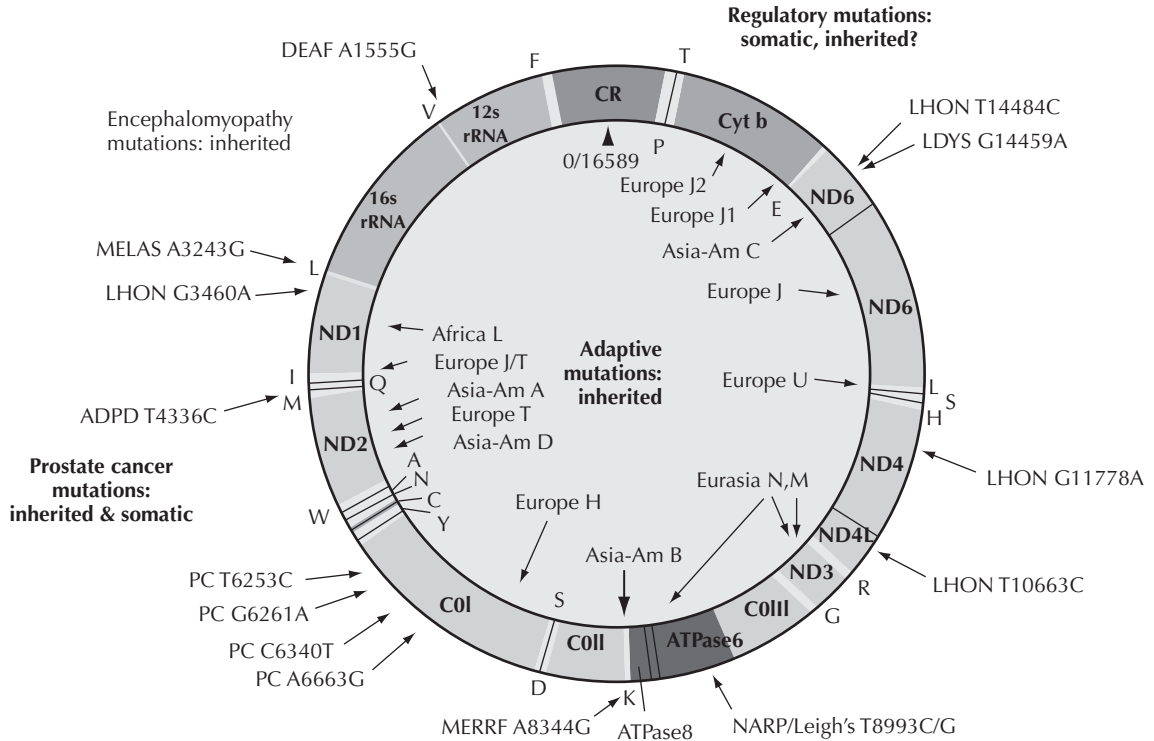 Regulatory mutations:
somatic, inherited?
DEAF A1555G
F
T
CR
V
12s
rRNA
Cyt b
LHON T14484C
LDYS G14459A
Encephalomyopathy
mutations: inherited
0/16589
P
Europe J2
Europe J1
E
ND6
Asia-Am C
16s
rRNA
MELAS A3243G
L
LHON G3460A
Europe J
ND6
ND1
Africa L
Adaptive
mutations:
inherited
Europe J/T
I
Q
Asia-Am A
Europe U
L
S
M
H
ADPD T4336C
Europe T
ND2
Asia-Am D
A
N
C
Y
W
Prostate cancer
mutations:
inherited & somatic
ND4
LHON G11778A
Eurasia N,M
Europe H
ND4L
Asia-Am B
ND3
R
LHON T10663C
G
PC T6253C
PC G6261A
PC C6340T
PC A6663G
C0I
S
C0II
C0III
ATPase6
D
K
MERRF A8344G
ATPase8
NARP/Leigh's T8993C/G